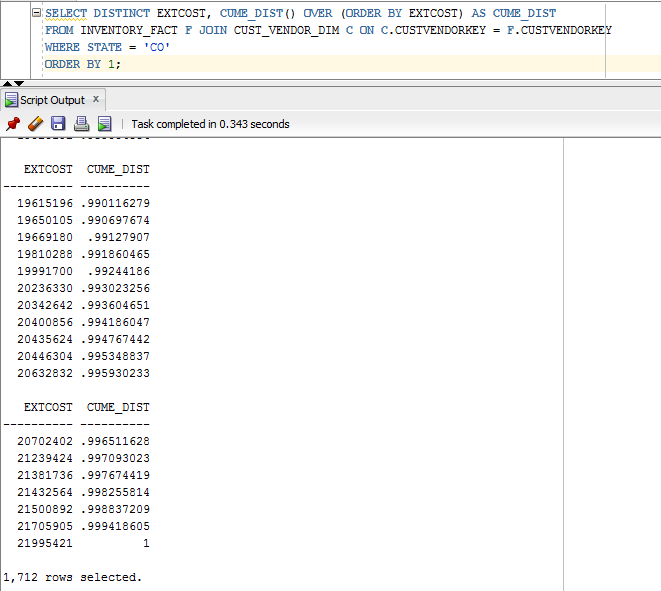 SELECT DISTINCT EXTCOST, CUME_DIST() OVER (ORDER BY EXTCOST) AS CUME_DIST
FROM INVENTORY_FACT F JOIN CUST_VENDOR_DIM C ON C.CUSTVENDORKEY = F.CUSTVENDORKEY
WHERE STATE = 'CO'
ORDER BY 1;
Script Output x
Task completed in 0.343 seconds
EXTCOST CUME_DIST
---------- ----------
19615196 .990116279
19650105 .990697674
19669180 .99127907
19810288 .991860465
19991700 .99244186
20236330 .993023256
20342642 .993604651
20400856 .994186047
20435624 .994767442
20446304 .995348837
20632832 .995930233
EXTCOST CUME_DIST
---------- ----------
20702402 .996511628
21239424 .997093023
21381736 .997674419
21432564 .998255814
21500892 .998837209
21705905 .999418605
21995421 1
1,712 rows selected.